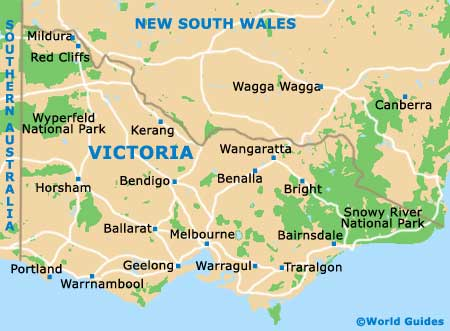 NEW SOUTH WALES
Mildura
Red Cliffs
SOUTHERN AUSTRALIA
Wagga Wagga
Canberra
Wyperfeld
National Park
Kerang
VICTORIA
Wangaratta
Benalla
Bright
Horsham
Bendigo
Snowy River
National Park
Ballarat
Melbourne
Bairnsdale
Portland
Warrnambool
Geelong
Warragul
Traralgon
©World Guides